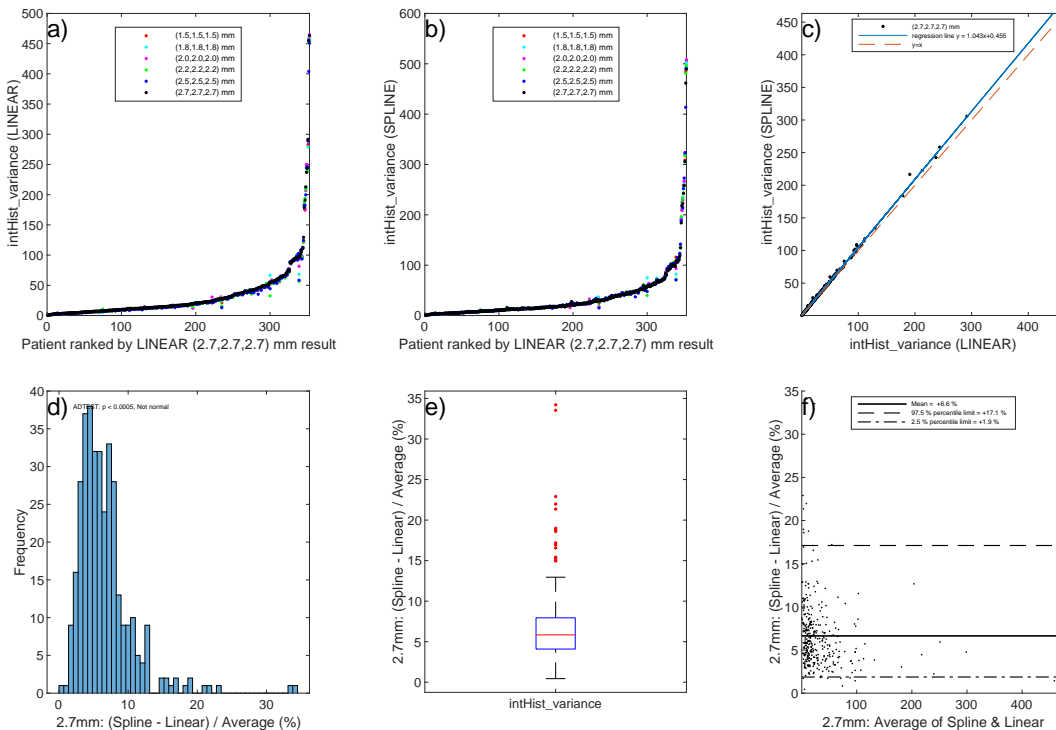 a)
(1.5,1.5,1.5) mm
(1.8,1.8,1.8) mm
(2.0,2.0,2.0) mm
(2.2,2.2,2.2) mm
(2.5,2.5,2.5) mm
(2.7,2.7,2.7) mm
intHist_variance (LINEAR)
500
450
400
350
300
250
200
150
100
50
0
0
100
200
300
Patient ranked by LINEAR (2.7,2.7,2.7) mm result
b)
(1.5,1.5,1.5) mm
(1.8,1.8,1.8) mm
(2.0,2.0,2.0) mm
(2.2,2.2,2.2) mm
(2.5,2.5,2.5) mm
(2.7,2.7,2.7) mm
intHist_variance (SPLINE)
600
500
400
300
200
100
0
0
100
200
300
Patient ranked by LINEAR (2.7,2.7,2.7) mm result
c)
(2.7,2.7,2.7) mm
regression line y = 1.043x+0.455
y=x
intHist_variance (SPLINE)
450
400
350
300
250
200
150
100
50
100
200
300
400
intHist_variance (LINEAR)
d)
ADTEST: p < 0.0005, Not normal
Frequency
40
35
30
25
20
15
10
5
0
0
10
20
30
2.7mm: (Spline - Linear) / Average (%)
e)
2.7mm: (Spline - Linear) / Average (%)
35
30
25
20
15
10
5
0
intHist_variance
f)
Mean = +6.6 %
97.5 % percentile limit = +17.1 %
2.5 % percentile limit = +1.9 %
2.7mm: (Spline - Linear) / Average (%)
35
30
25
20
15
10
5
0
100
200
300
400
2.7mm: Average of Spline & Linear